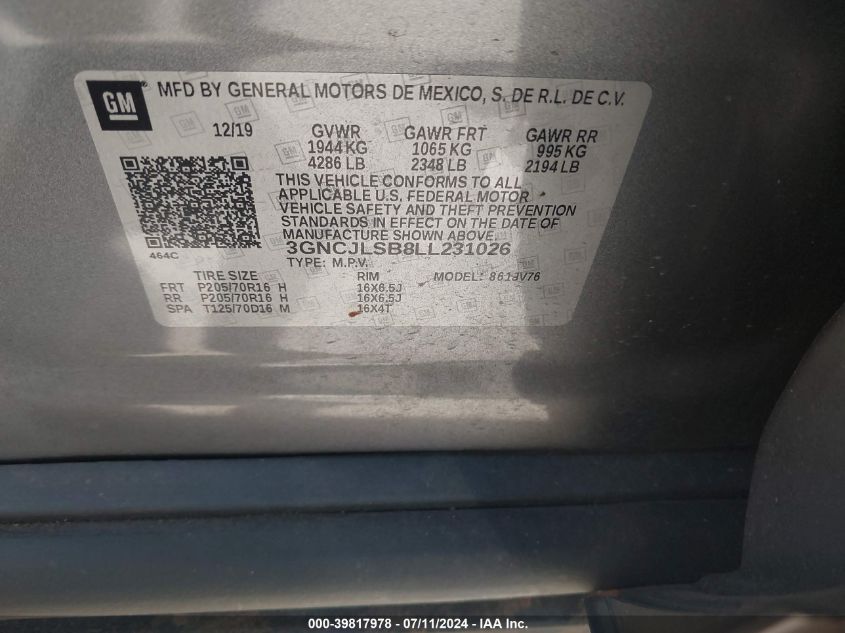 GM ® MFD BY GENERAL MOTORS DE MEXICO, S. DE R.L. DE C.V.
12/19 GVWR GAWR FRT GAWR RR
1944 KG 1065 KG 995 KG
4286 LB 2348 LB 2194 LB
THIS VEHICLE CONFORMS TO ALL
APPLICABLE U.S. FEDERAL MOTOR
VEHICLE SAFETY AND THEFT PREVENTION
STANDARDS IN EFFECT ON THE DATE OF
MANUFACTURE SHOWN ABOVE.
464C 3GNCJLSB8LL231026
TYPE: M.P.V. MODEL:
TIRE SIZE RIM
FRT P205/70R16 H 16X6.5J
RR P205/70R16 H 16X6.5J
SPA T125/70D16 M 16X4T
000-39817978 - 07/11/2024 - IAA Inc.